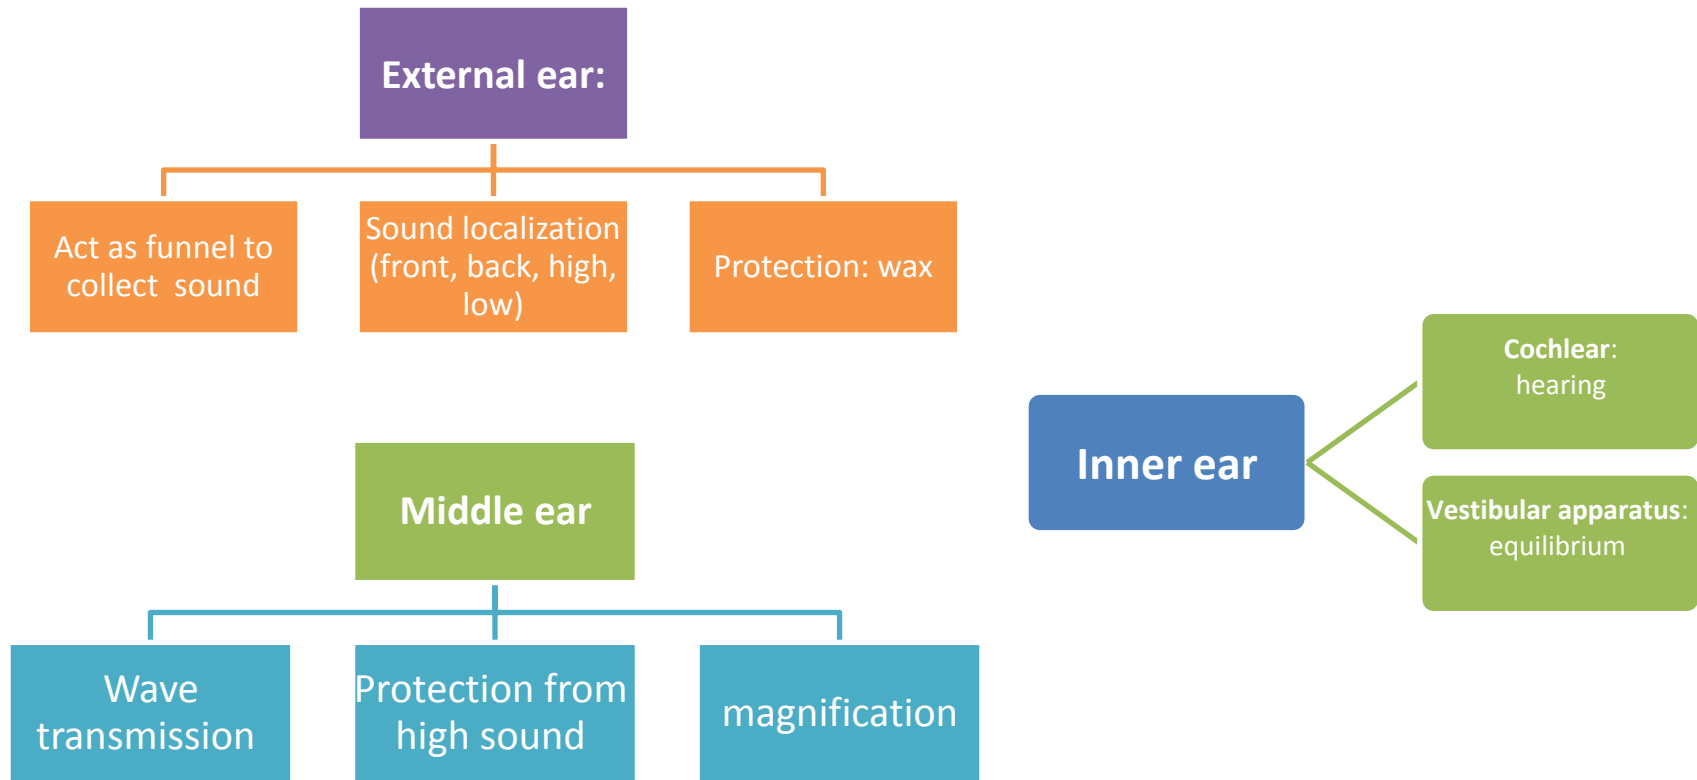 External ear:
Act as funnel to
collect  sound
Sound localization
(front, back, high,
low)
Protection: wax
Middle ear
Wave
transmission
Protection from
high sound
magnification
Inner ear
Cochlear:
hearing
Vestibular apparatus:
equilibrium